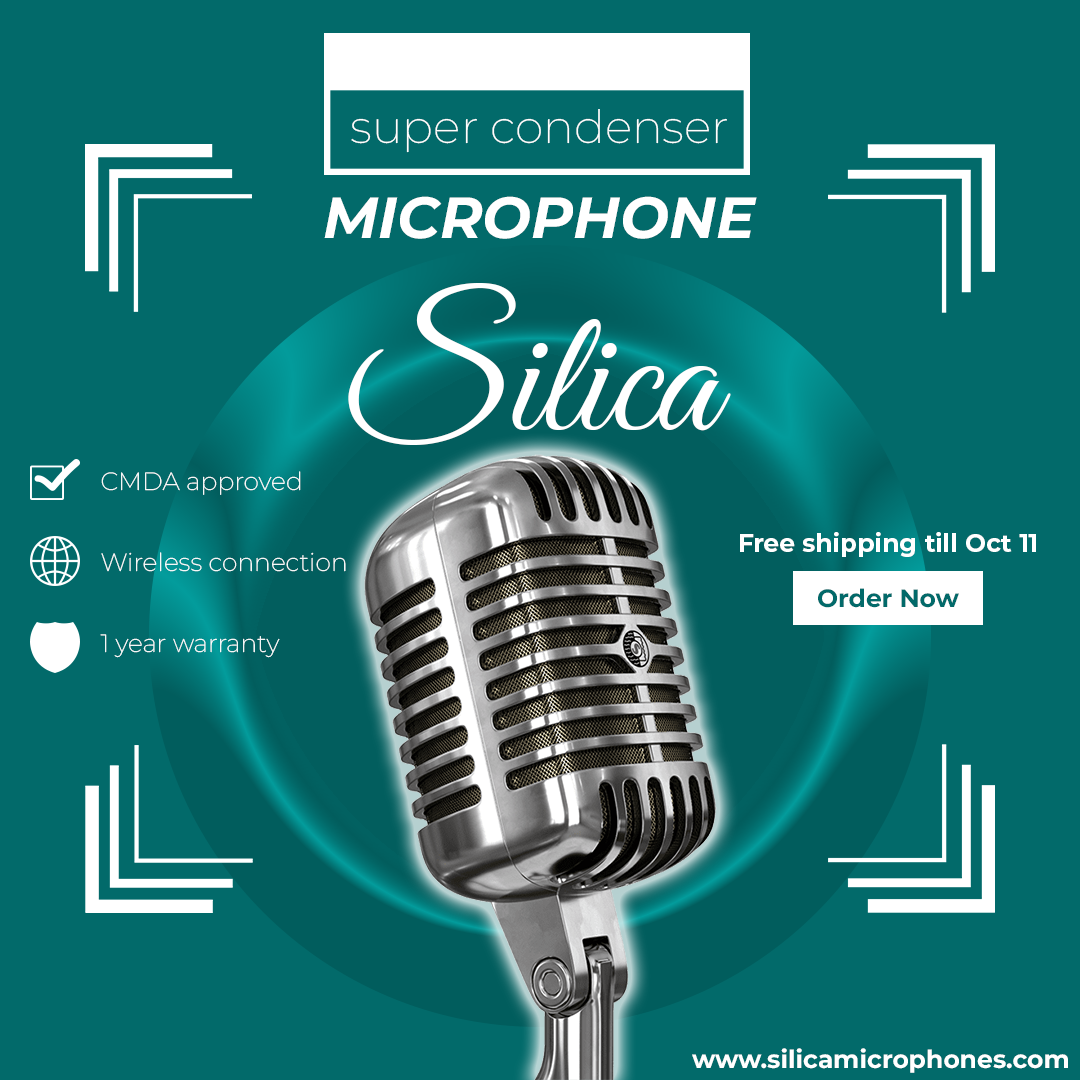 super condenser
MICROPHONE
Silica
CMDA approved
Wireless connection
1 year warranty
Free shipping till Oct 11
Order Now
www.silicamicrophones.com